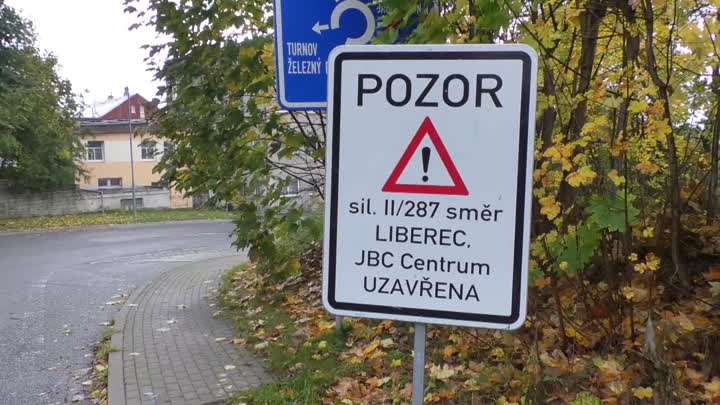 TURNOV
ŽELEZNÝ
POZOR
!
sil. II/287 směr
LIBEREC,
JBC Centrum
UZAVŘENA